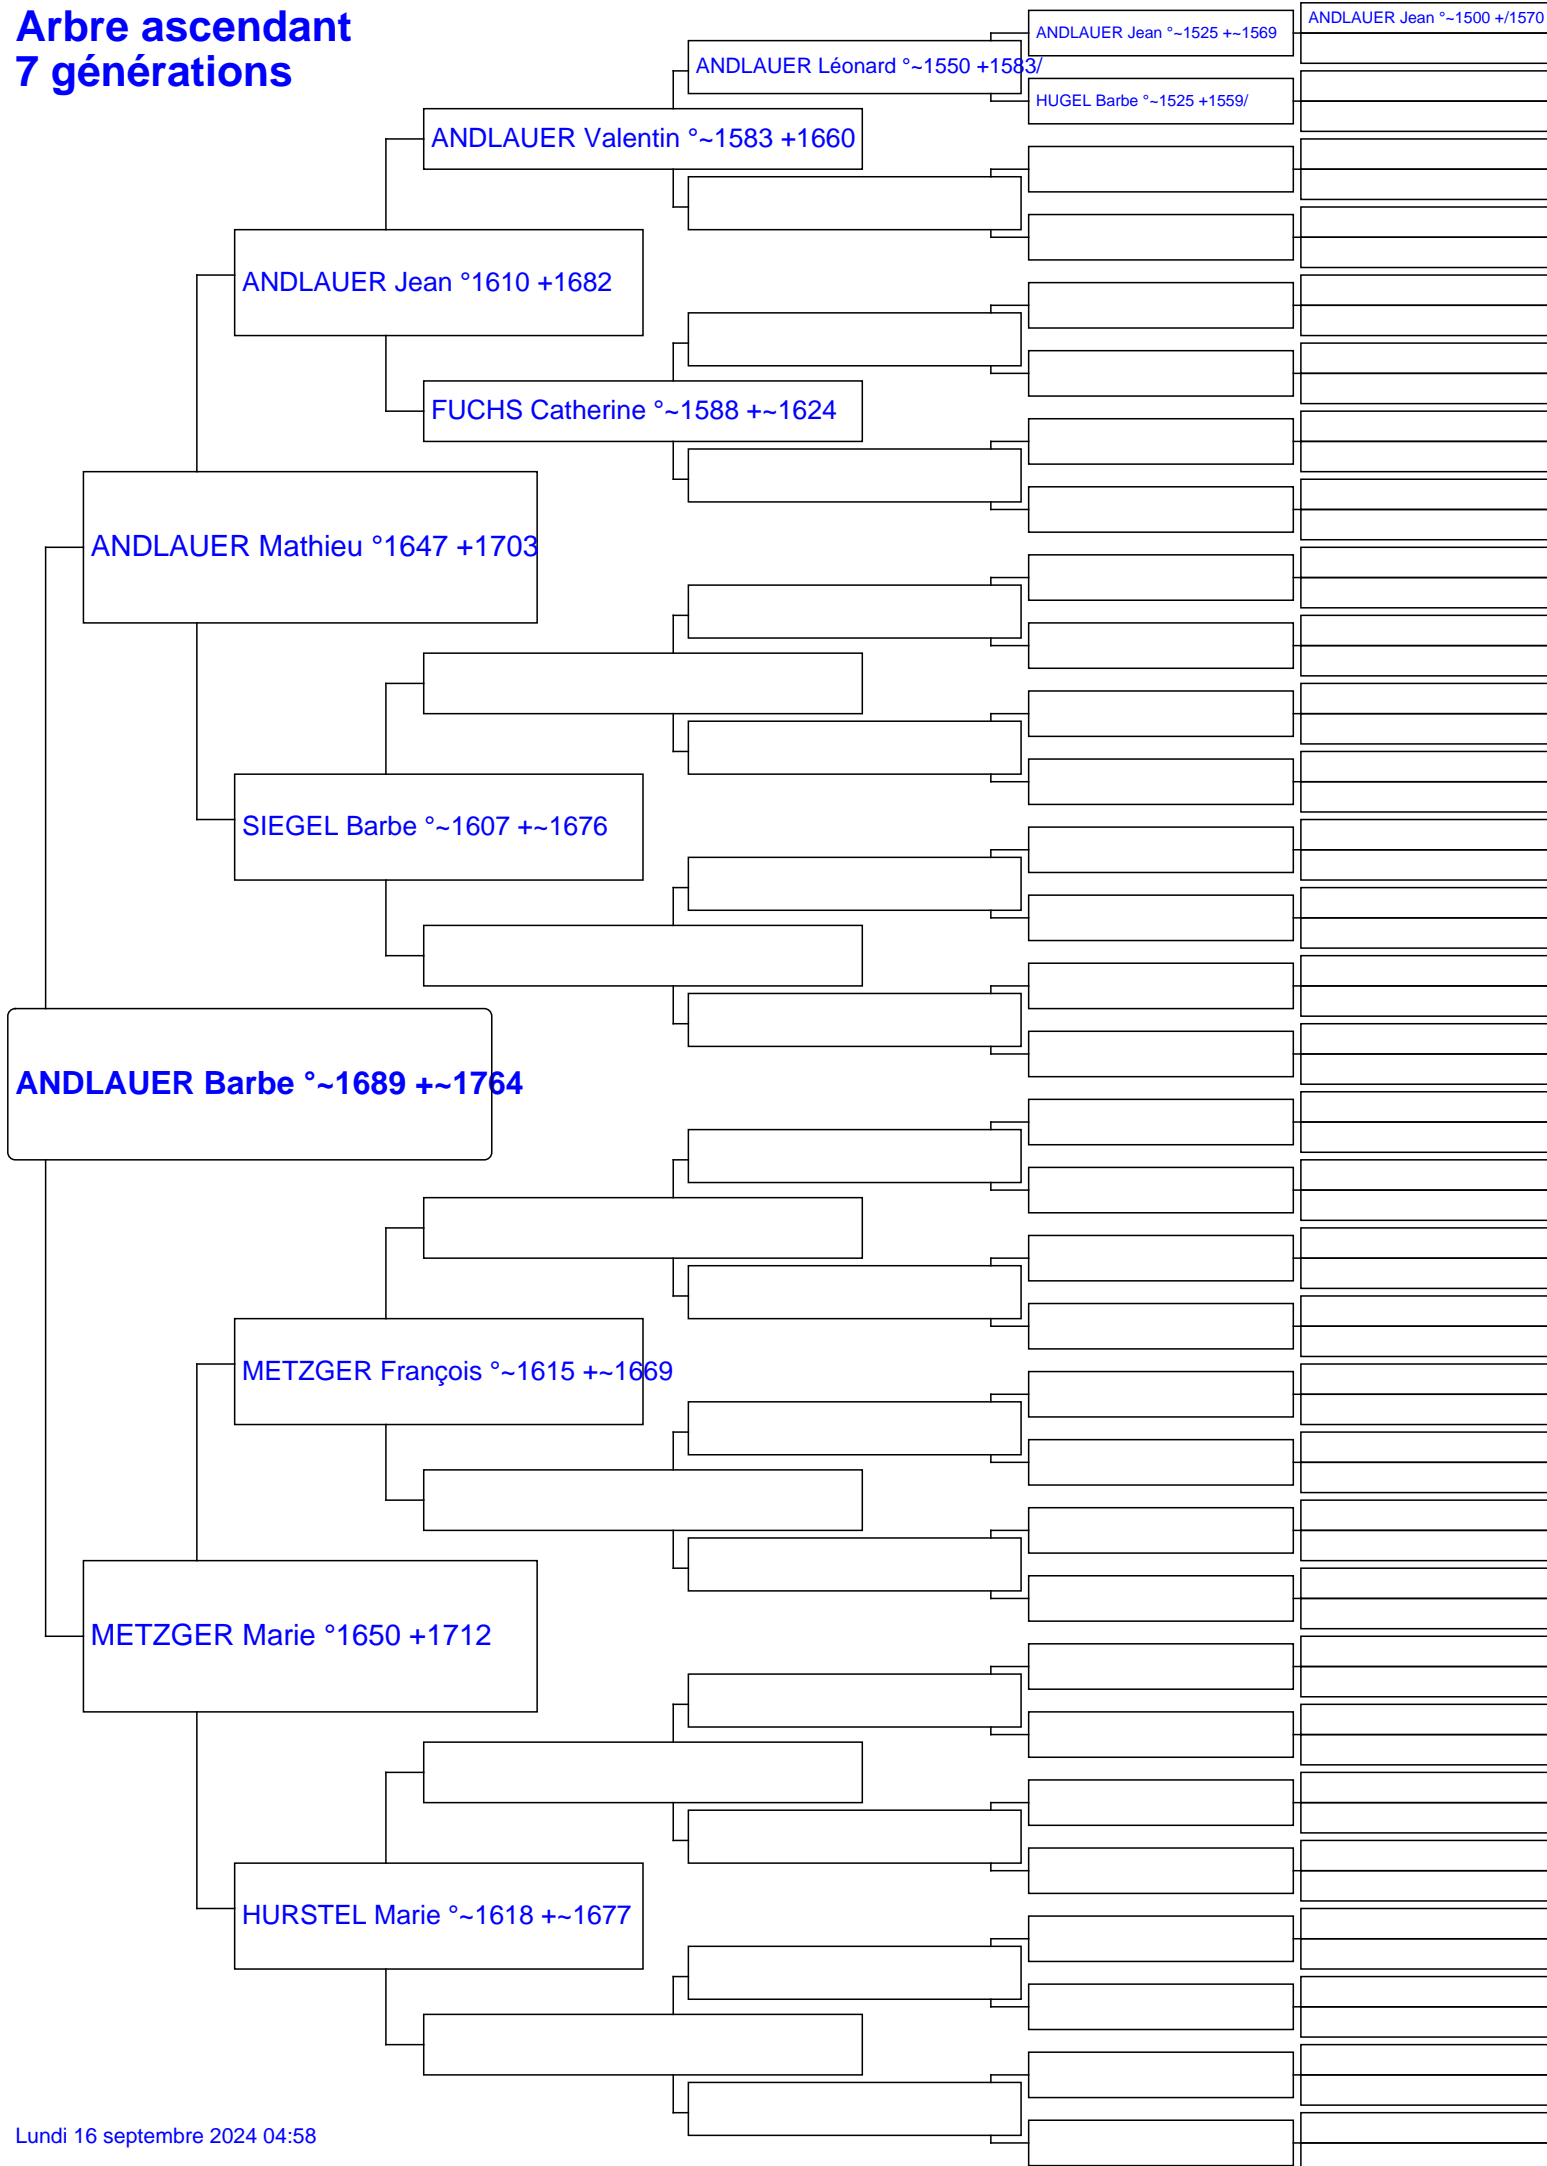 Arbre ascendant
7 générations
ANDLAUER Jean °~1500 +/1570
ANDLAUER Jean °~1525 +~1569
ANDLAUER Léonard °~1550 +1583/
HUGEL Barbe °~1525 +1559/
ANDLAUER Valentin °~1583 +1660
ANDLAUER Jean °1610 +1682
FUCHS Catherine °~1588 +~1624
ANDLAUER Mathieu °1647 +1703
SIEGEL Barbe °~1607 +~1676
ANDLAUER Barbe °~1689 +~1764
METZGER François °~1615 +~1669
METZGER Marie °1650 +1712
HURSTEL Marie °~1618 +~1677
Lundi 16 septembre 2024 04:58